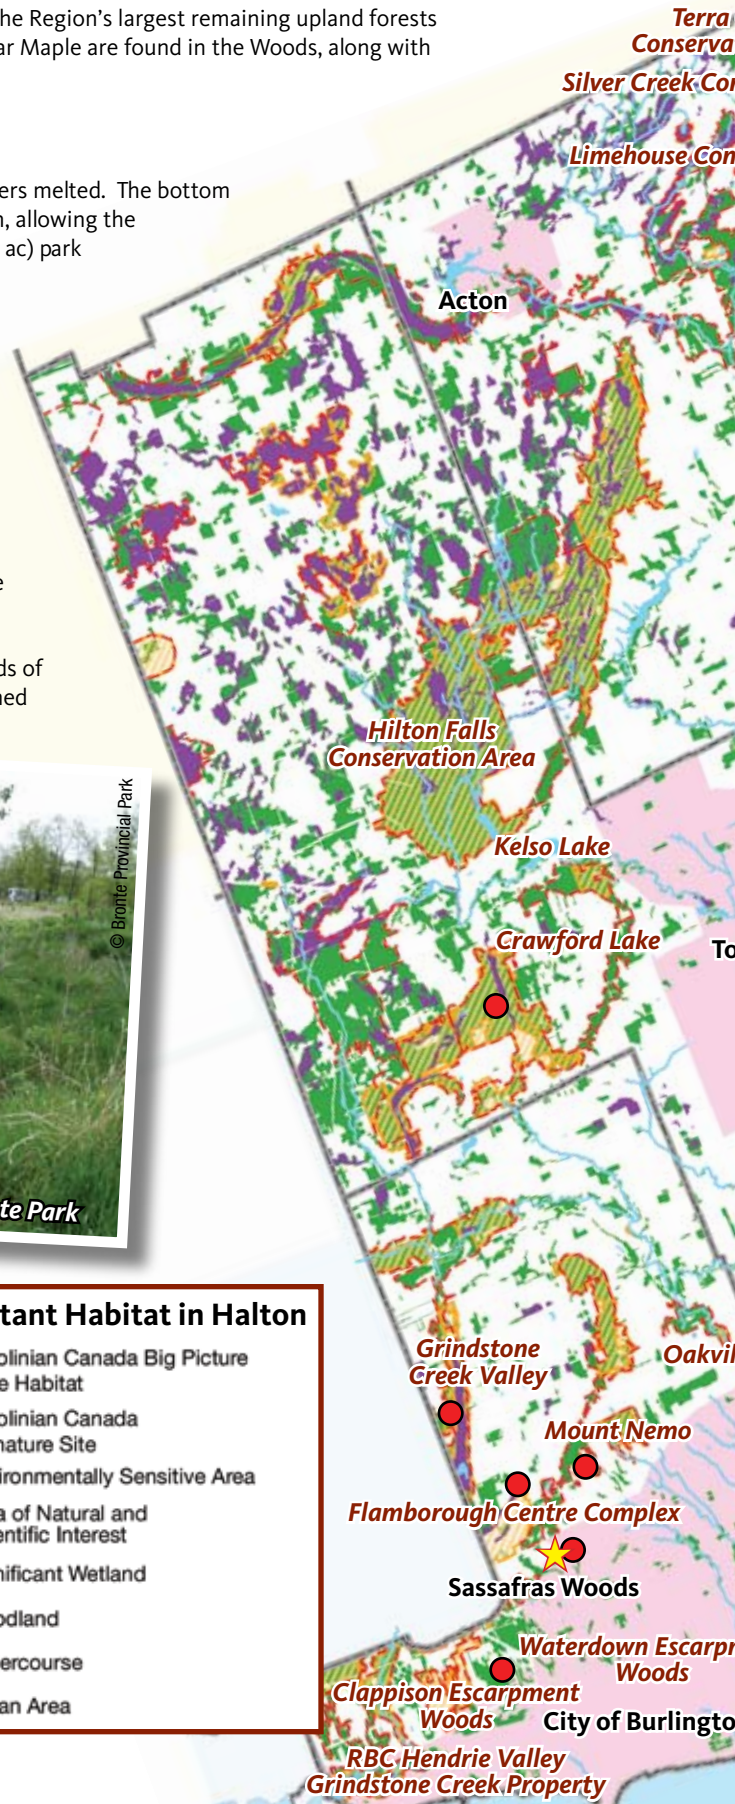 he Region's largest remaining upland forests
ar Maple are found in the Woods, along with
ers melted. The bottom
n, allowing the
ac) park
e
ds of
ned
© Bronte Provincial Park
te Park
Terra
Conserva
Silver Creek Con
Limehouse Con
Acton
Hilton Falls
Conservation Area
Kelso Lake
Crawford Lake
To
Grindstone
Creek Valley
Oakvil
Mount Nemo
Flamborough Centre Complex
Sassafras Woods
Waterdown Escarpm
Woods
Clappison Escarpment
Woods
City of Burlingto
RBC Hendrie Valley
Grindstone Creek Property
tant Habitat in Halton
olinian Canada Big Picture
e Habitat
olinian Canada
nature Site
ironmentally Sensitive Area
a of Natural and
entific Interest
nificant Wetland
odland
ercourse
an Area